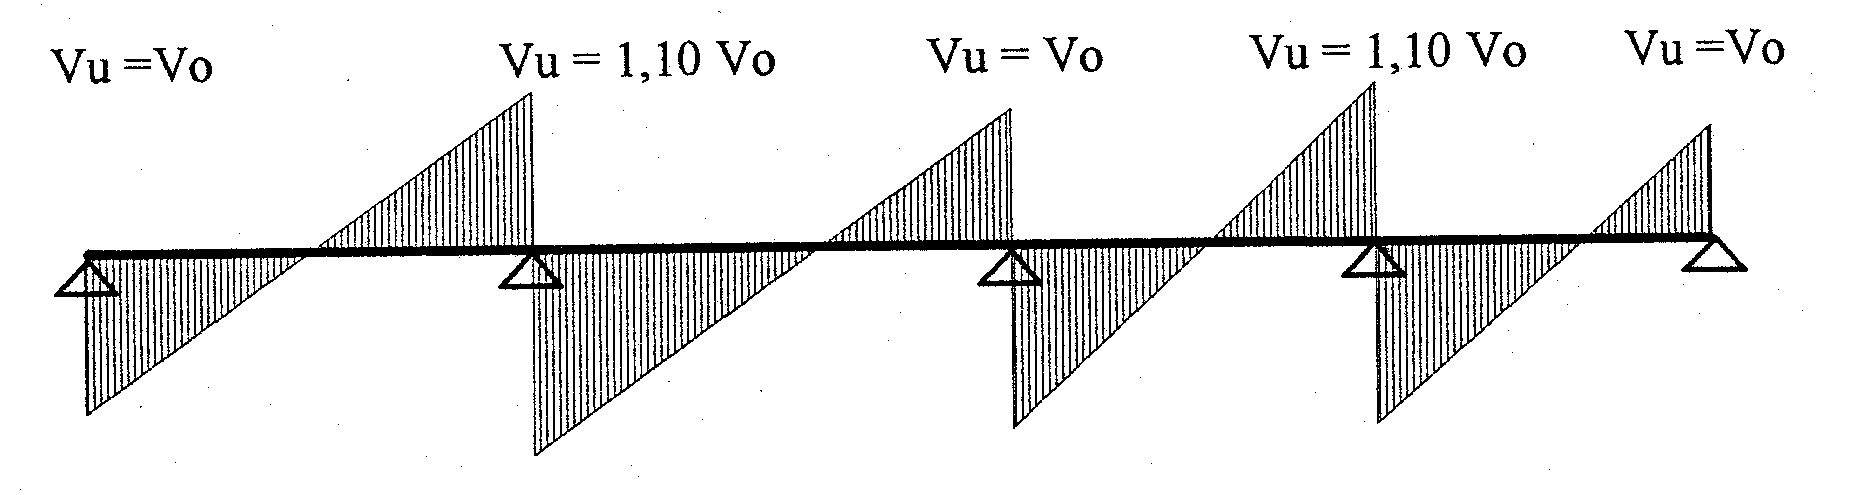 Vu =Vo Vu = 1,10 Vo Vu = Vo Vu = 1,10 Vo Vu =Vo